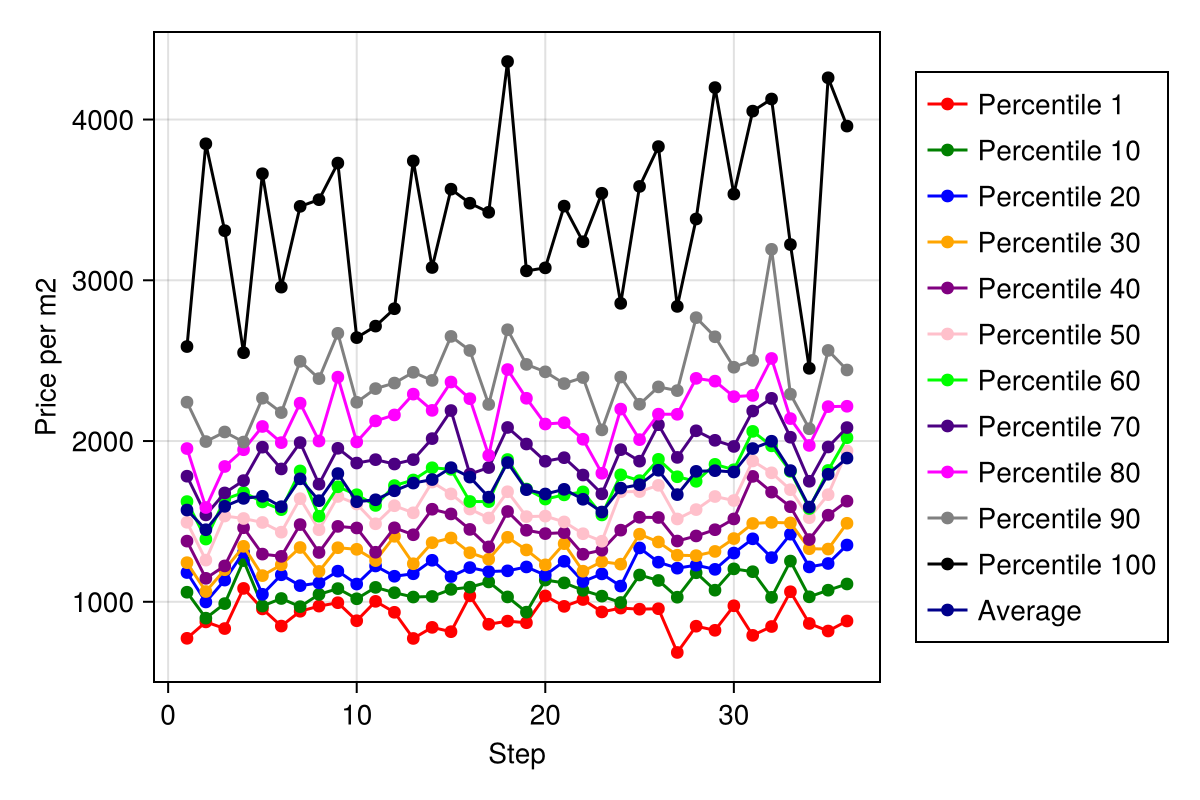 4000
3000
2000
1000
Price per m2
0 10 20 30
Step
Percentile 1
Percentile 10
Percentile 20
Percentile 30
Percentile 40
Percentile 50
Percentile 60
Percentile 70
Percentile 80
Percentile 90
Percentile 100
Average